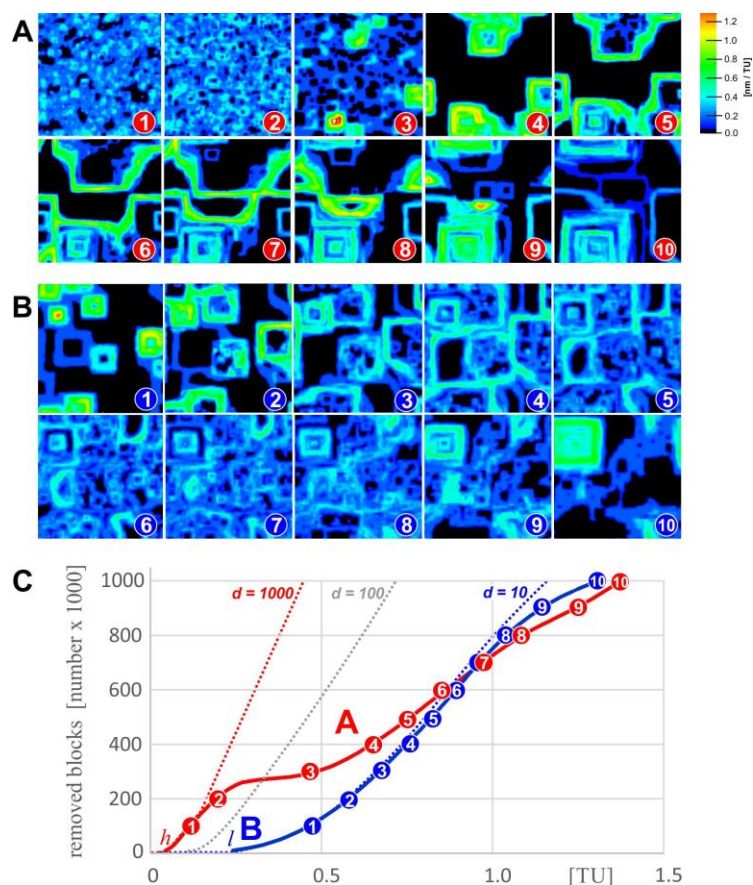 A
1 2 3 4 5
6 7 8 9 10
1.2
1.0
0.8
0.6
0.4
0.2
0.0
[nm / TU]
B
1 2 3 4 5
6 7 8 9 10
C
1000
800
600
400
200
0
removed blocks [number x 1000]
d = 1000
d = 100
d = 10
A
B
h
l
1 2 3 4 5 6 7 8 9 10
1 2 3 4 5 6 8 9 10
0 0.5 1.0 [TU] 1.5